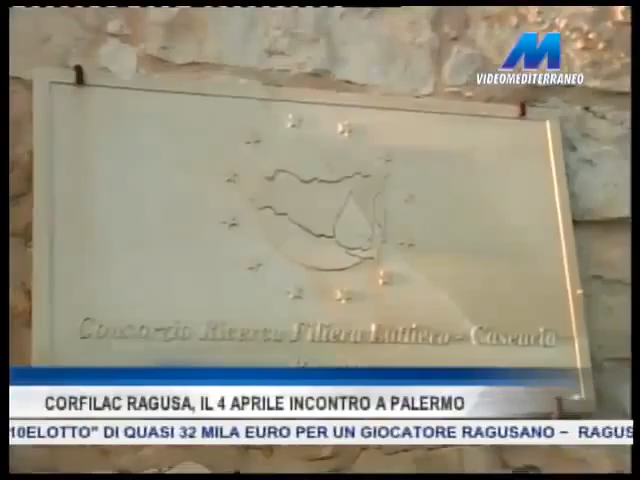 M
VIDEOMEDITERRANEO
Consorzio Ricerca Filiera Lattiero - Casearia
CORFILAC RAGUSA, IL 4 APRILE INCONTRO A PALERMO
10ELOTTO" DI QUASI 32 MILA EURO PER UN GIOCATORE RAGUSANO – RAGUS